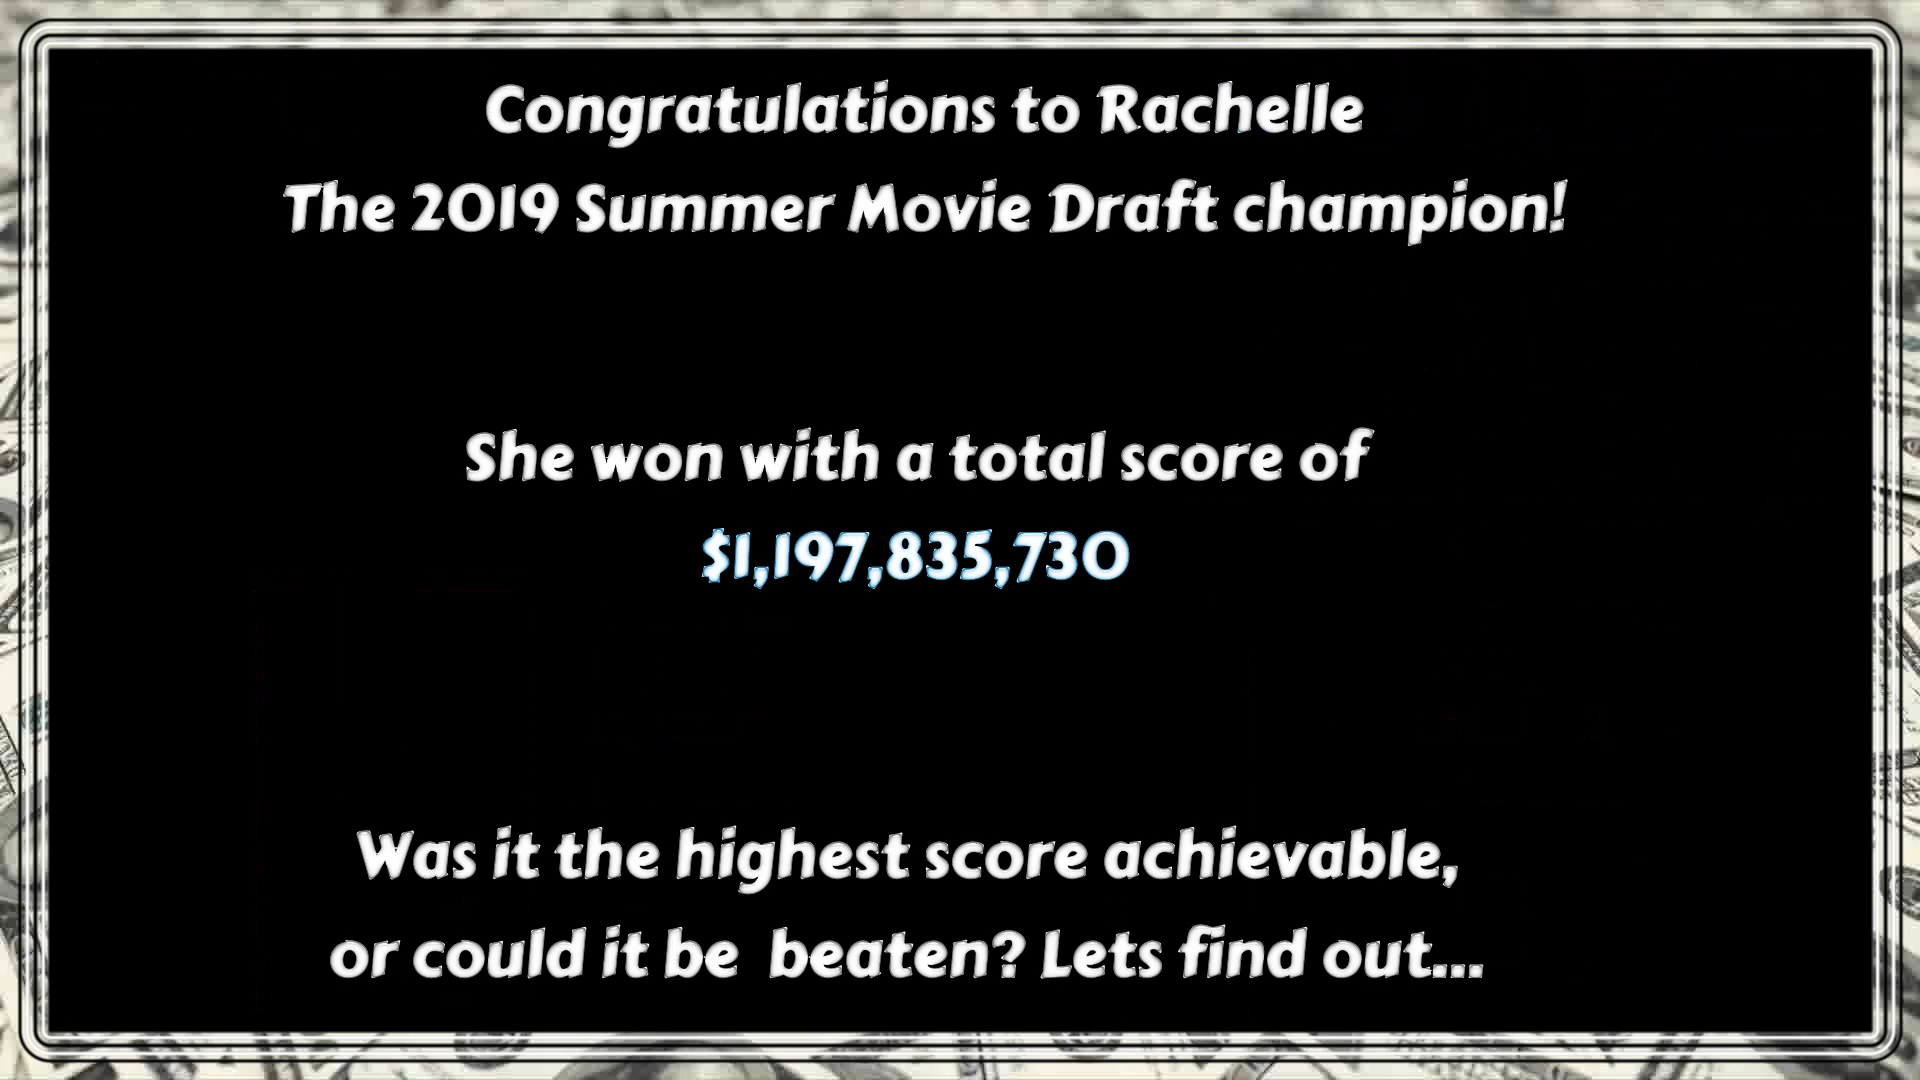 Congratulations to Rachelle
The 2019 Summer Movie Draft champion!
She won with a total score of
$1,197,835,730
Was it the highest score achievable,
or could it be  beaten? Lets find out...